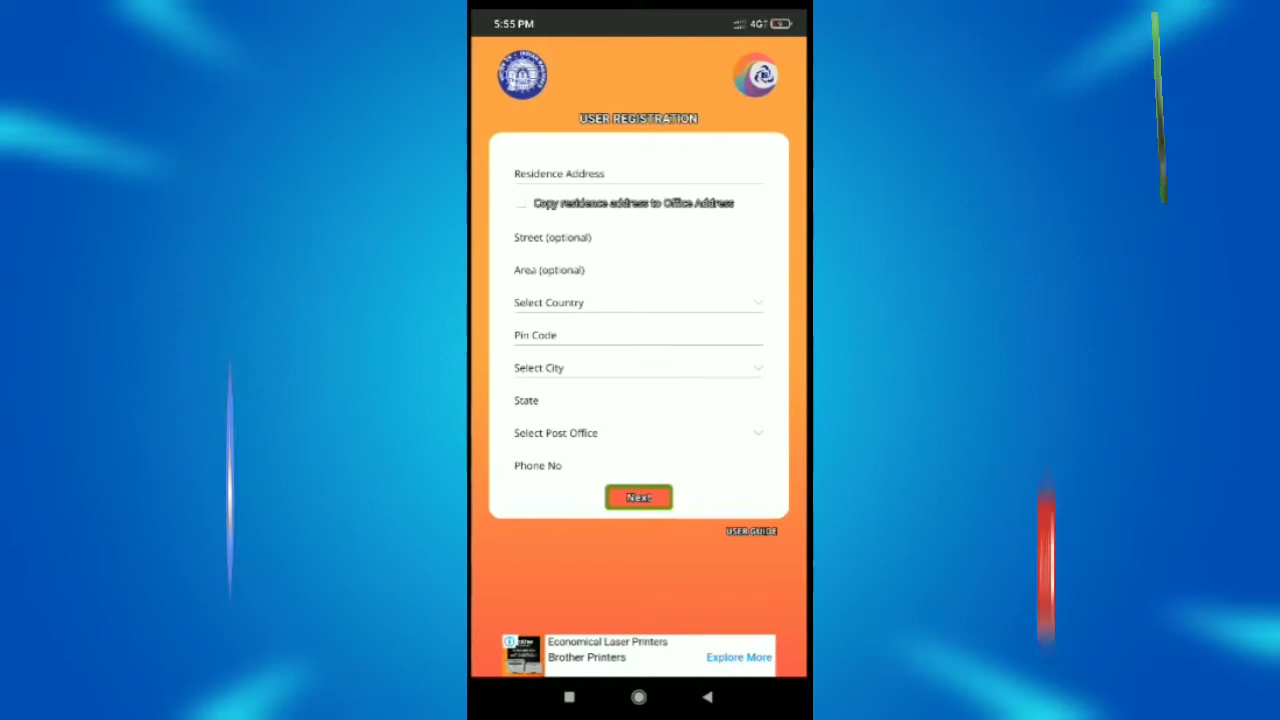 5:55 PM
4G
USER REGISTRATION
Residence Address
Copy residence address to Office Address
Street (optional)
Area (optional)
Select Country
Pin Code
Select City
State
Select Post Office
Phone No
Next
USER GUIDE
Economical Laser Printers
Brother Printers
Explore More